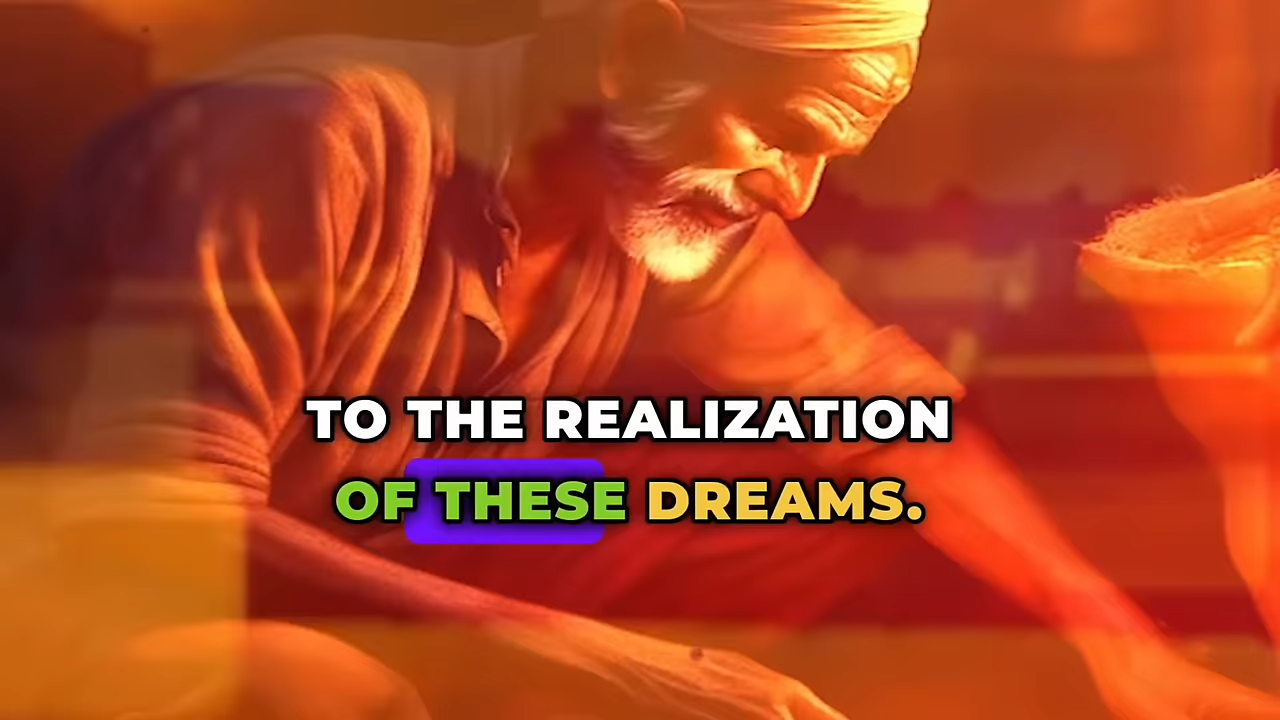 TO THE REALIZATION
OF THESE DREAMS.